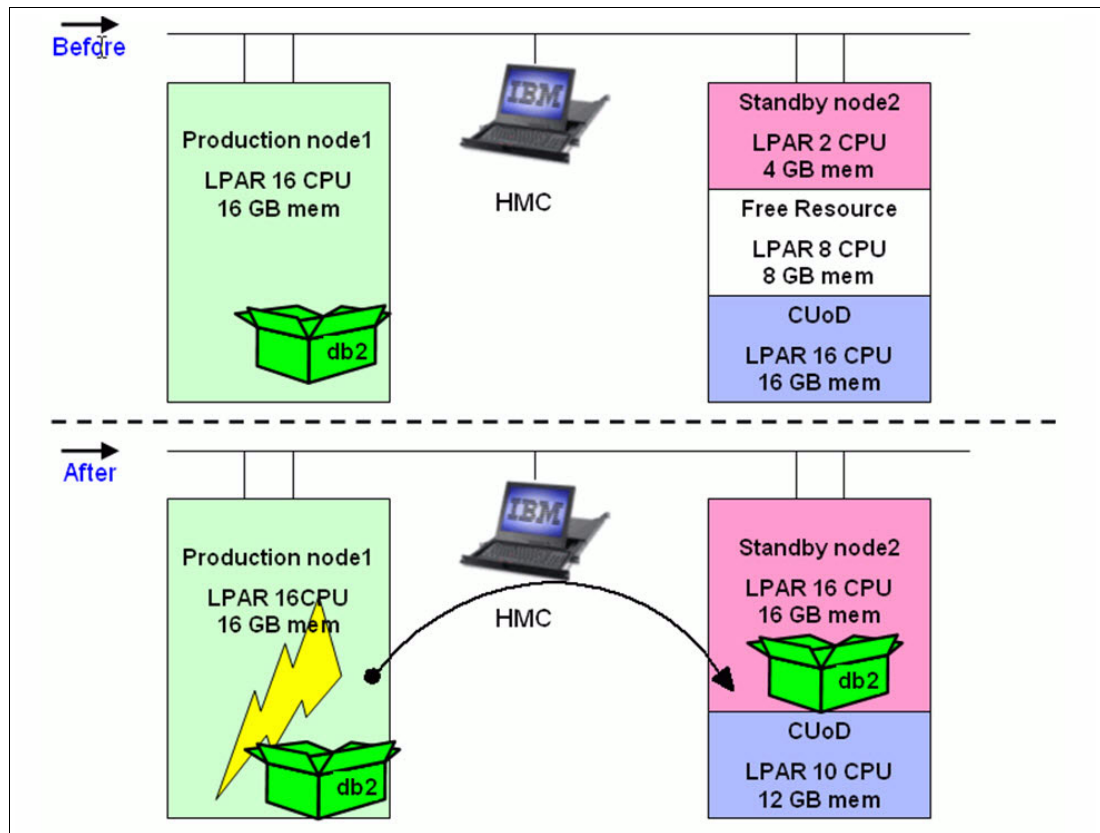 Before
Production node1
LPAR 16 CPU
16 GB mem
db2
IBM
HMC
Standby node2
LPAR 2 CPU
4 GB mem
Free Resource
LPAR 8 CPU
8 GB mem
CUoD
LPAR 16 CPU
16 GB mem
After
Production node1
LPAR 16CPU
16 GB mem
db2
IBM
HMC
Standby node2
LPAR 16 CPU
16 GB mem
db2
CUoD
LPAR 10 CPU
12 GB mem